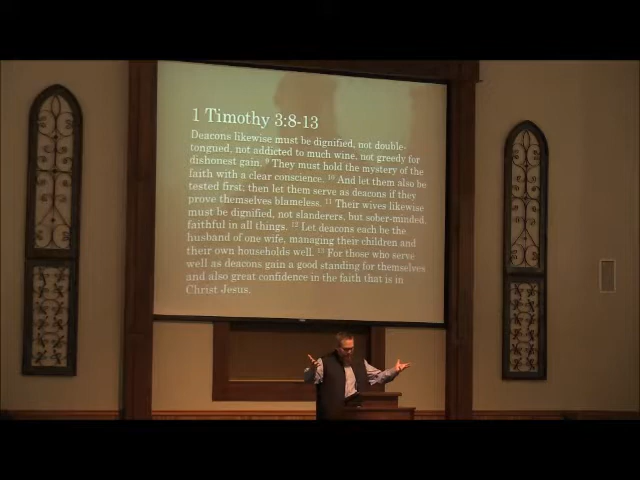 1 Timothy 3:8-13
Deacons likewise must be dignified, not double-
tongued, not addicted to much wine, not greedy for
dishonest gain. 9 They must hold the mystery of the
faith with a clear conscience. 10 And let them also be
tested first; then let them serve as deacons if they
prove themselves blameless. 11 Their wives likewise
must be dignified, not slanderers, but sober-minded,
faithful in all things. 12 Let deacons each be the
husband of one wife, managing their children and
their own households well. 13 For those who serve
well as deacons gain a good standing for themselves
and also great confidence in the faith that is in
Christ Jesus.